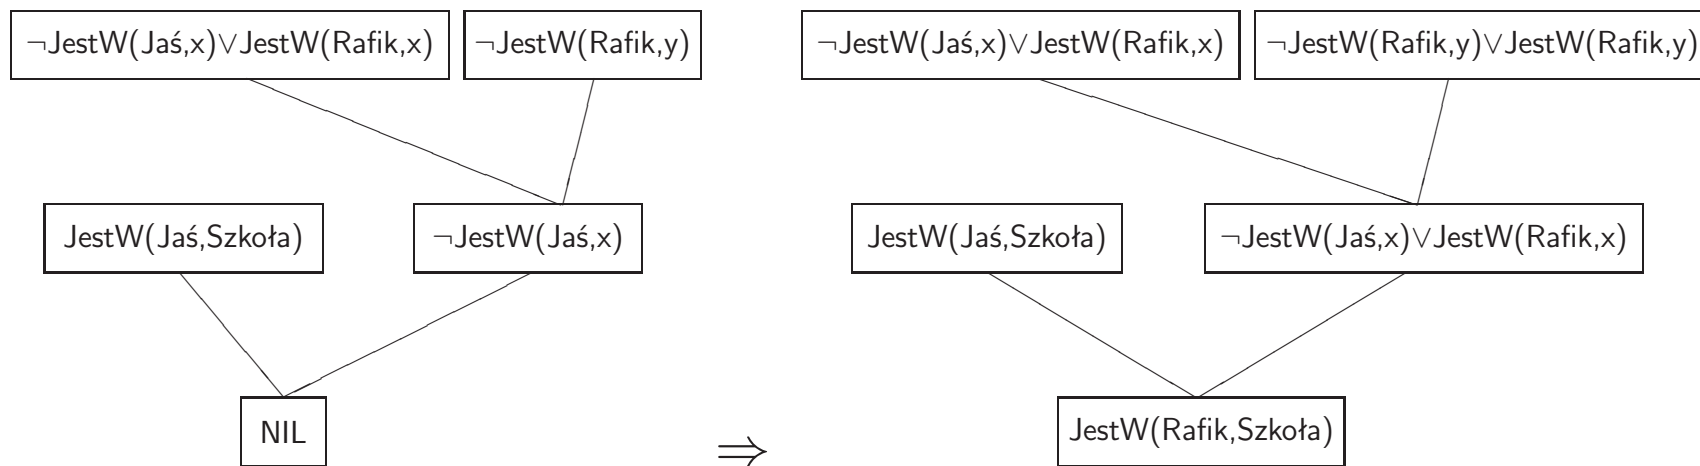 ¬JestW(Jaś,x)∨JestW(Rafik,x) ¬JestW(Rafik,y) ¬JestW(Jaś,x)∨JestW(Rafik,x) ¬JestW(Rafik,y)∨JestW(Rafik,y)
JestW(Jaś,Szkoła) ¬JestW(Jaś,x) JestW(Jaś,Szkoła) ¬JestW(Jaś,x)∨JestW(Rafik,x)
NIL ⇒ JestW(Rafik,Szkoła)